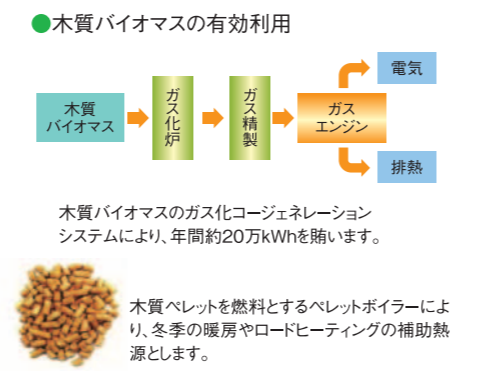 ●木質バイオマスの有効利用
木質
バイオマス
ガス化炉
ガス精製
ガス
エンジン
電気
排熱
木質バイオマスのガス化コージェネレーション
システムにより、年間約20万kWhを賄います。
木質ペレットを燃料とするペレットボイラーによ
り、冬季の暖房やロードヒーティングの補助熱
源とします。